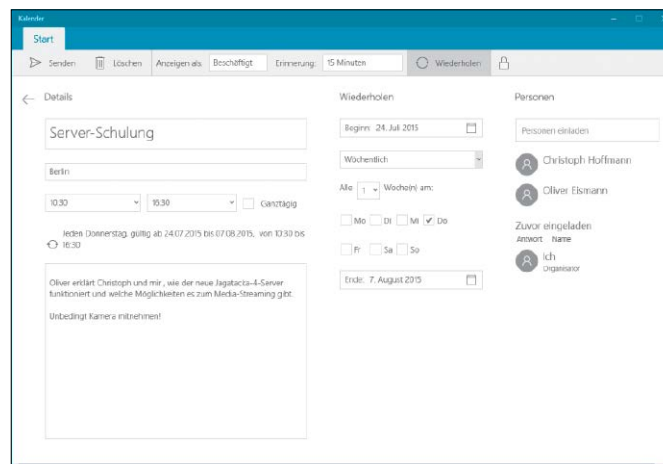 Kalender
Start
Senden Löschen Anzeigen als Beschäftigt Erinnerung: 15 Minuten Wiederholen
Details
Server-Schulung
Berlin
10:30 16:30 Ganztägig
Jeden Donnerstag, gültig ab 24.07.2015 bis 07.08.2015, von 10:30 bis
16:30
Oliver erklärt Christoph und mir, wie der neue Jagatacta-4-Server
funktioniert und welche Möglichkeiten es zum Media-Streaming gibt.
Unbedingt Kamera mitnehmen!
Wiederholen
Beginn: 24. Juli 2015
Wöchentlich
Alle 1 Woche(n) am:
Mo Di Mi Do
Fr Sa So
Ende: 7. August 2015
Personen
Personen einladen
Christoph Hoffmann
Oliver Eismann
Zuvor eingeladen
Antwort Name
Ich
Organisator